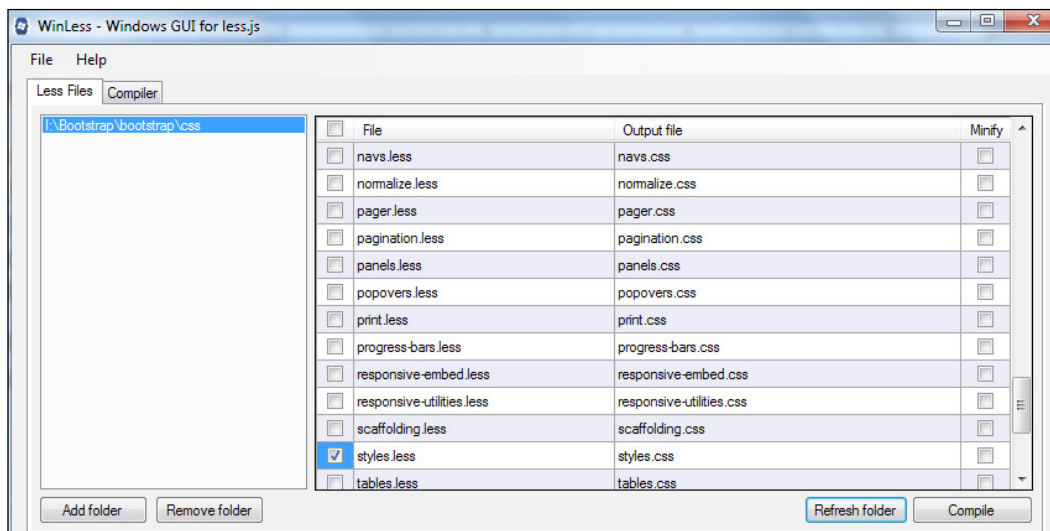 WinLess - Windows GUI for less.js
File Help
Less Files Compiler
I:\Bootstrap\bootstrap\css
File Output file Minify
navs.less navs.css
normalize.less normalize.css
pager.less pager.css
pagination.less pagination.css
panels.less panels.css
popovers.less popovers.css
print.less print.css
progress-bars.less progress-bars.css
responsive-embed.less responsive-embed.css
responsive-utilities.less responsive-utilities.css
scaffolding.less scaffolding.css
styles.less styles.css
tables.less tables.css
Add folder Remove folder Refresh folder Compile